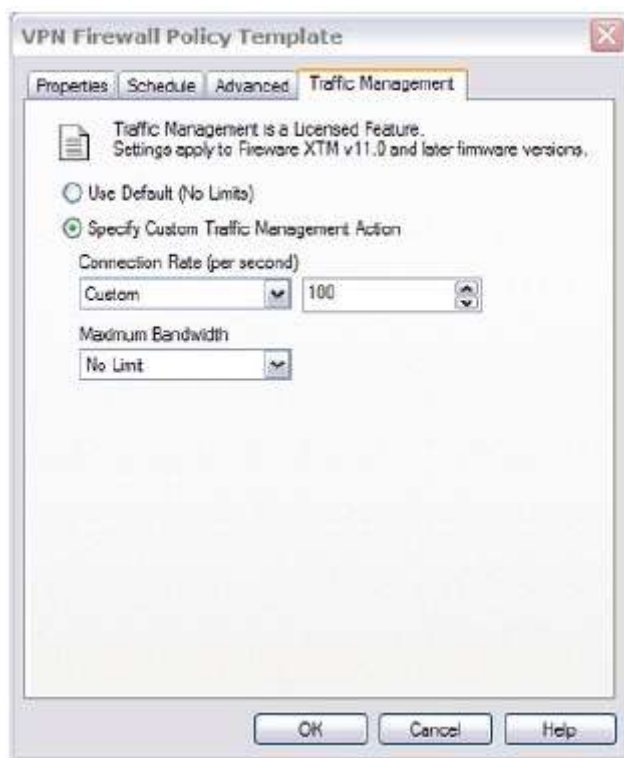 VPN Firewall Policy Template
Properties Schedule Advanced Traffic Management
Traffic Management is a Licensed Feature.
Settings apply to Fireware XTM v11.0 and later firmware versions.
Use Default (No Limits)
Specify Custom Traffic Management Action
Connection Rate (per second)
Custom 100
Maximum Bandwidth
No Limit
OK Cancel Help